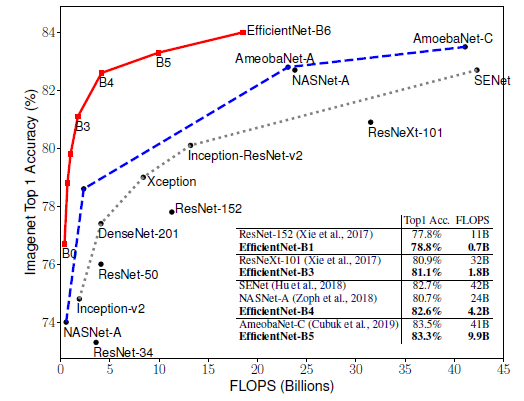 84
82
80
78
76
74
Imagenet Top 1 Accuracy (%)
EfficientNet-B6
AmoebaNet-C
B5
AmeobaNet-A
B4
NASNet-A
SENet
B3
ResNeXt-101
Inception-ResNet-v2
Xception
ResNet-152
DenseNet-201
B0
ResNet-50
Inception-v2
NASNet-A
ResNet-34
Top1 Acc. FLOPS
ResNet-152 (Xie et al., 2017) 77.8% 11B
EfficientNet-B1 78.8% 0.7B
ResNeXt-101 (Xie et al., 2017) 80.9% 32B
EfficientNet-B3 81.1% 1.8B
SENet (Hu et al., 2018) 82.7% 42B
NASNet-A (Zoph et al., 2018) 80.7% 24B
EfficientNet-B4 82.6% 4.2B
AmeobaNet-C (Cubuk et al., 2019) 83.5% 41B
EfficientNet-B5 83.3% 9.9B
0 5 10 15 20 25 30 35 40 45
FLOPS (Billions)